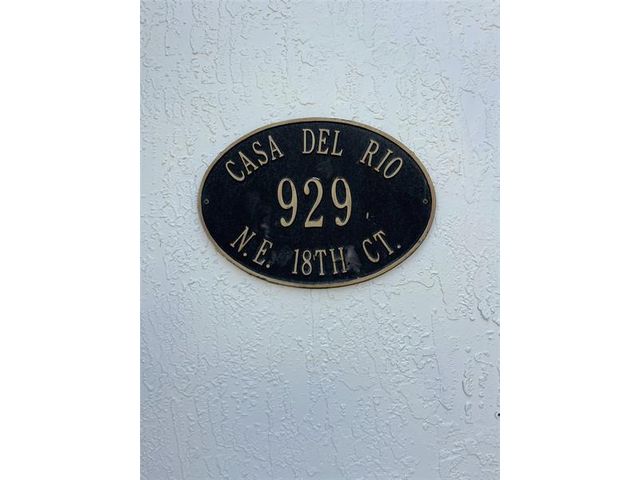 CASA DEL RIO
929
N.E. 18TH CT.